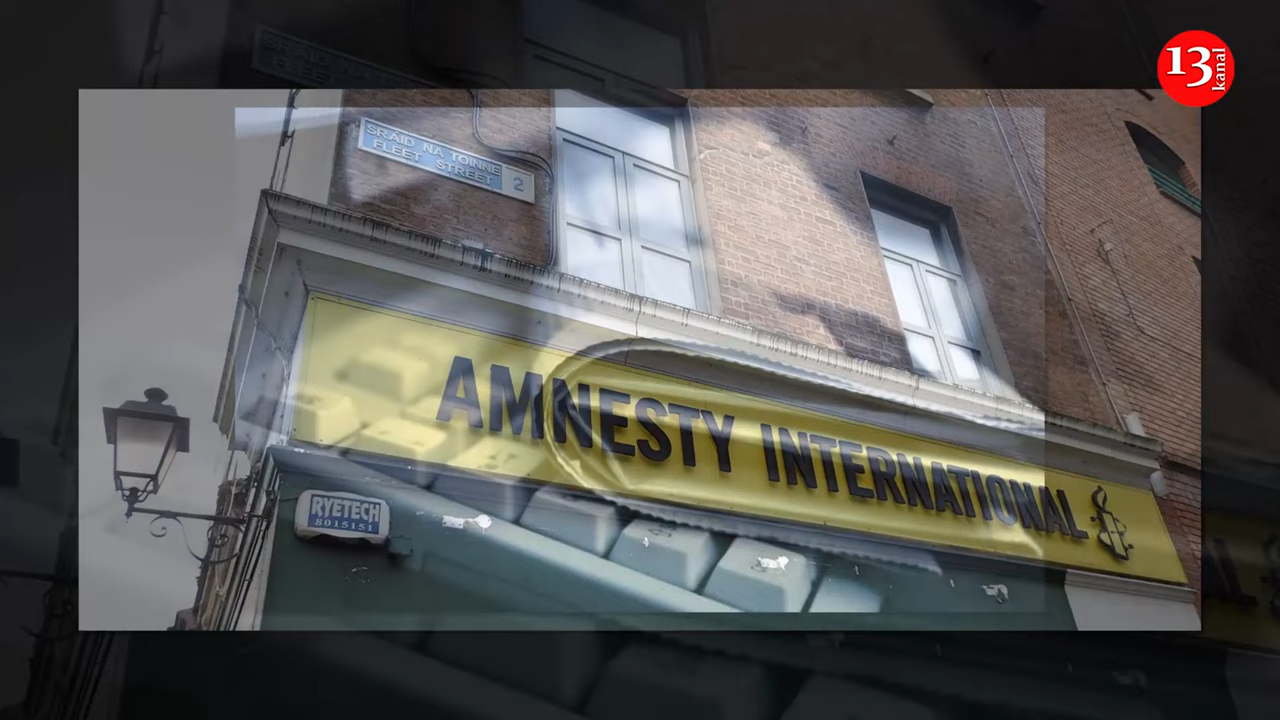 13
kanal
SRÁID NA TOINNE
FLEET STREET
2
AMNESTY INTERNATIONAL
RYETECH
8015151